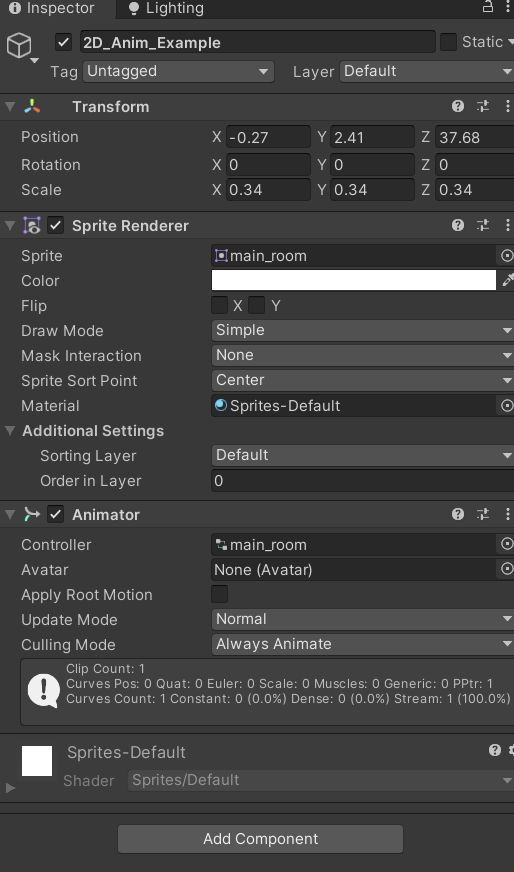 Inspector Lighting
2D_Anim_Example Static
Tag Untagged Layer Default
Transform
Position X -0.27 Y 2.41 Z 37.68
Rotation X 0 Y 0 Z 0
Scale X 0.34 Y 0.34 Z 0.34
Sprite Renderer
Sprite main_room
Color
Flip X Y
Draw Mode Simple
Mask Interaction None
Sprite Sort Point Center
Material Sprites-Default
Additional Settings
Sorting Layer Default
Order in Layer 0
Animator
Controller main_room
Avatar None (Avatar)
Apply Root Motion
Update Mode Normal
Culling Mode Always Animate
Clip Count: 1
Curves Pos: 0 Quat: 0 Euler: 0 Scale: 0 Muscles: 0 Generic: 0 PPtr: 1
Curves Count: 1 Constant: 0 (0.0%) Dense: 0 (0.0%) Stream: 1 (100.0%)
Sprites-Default
Shader Sprites/Default
Add Component